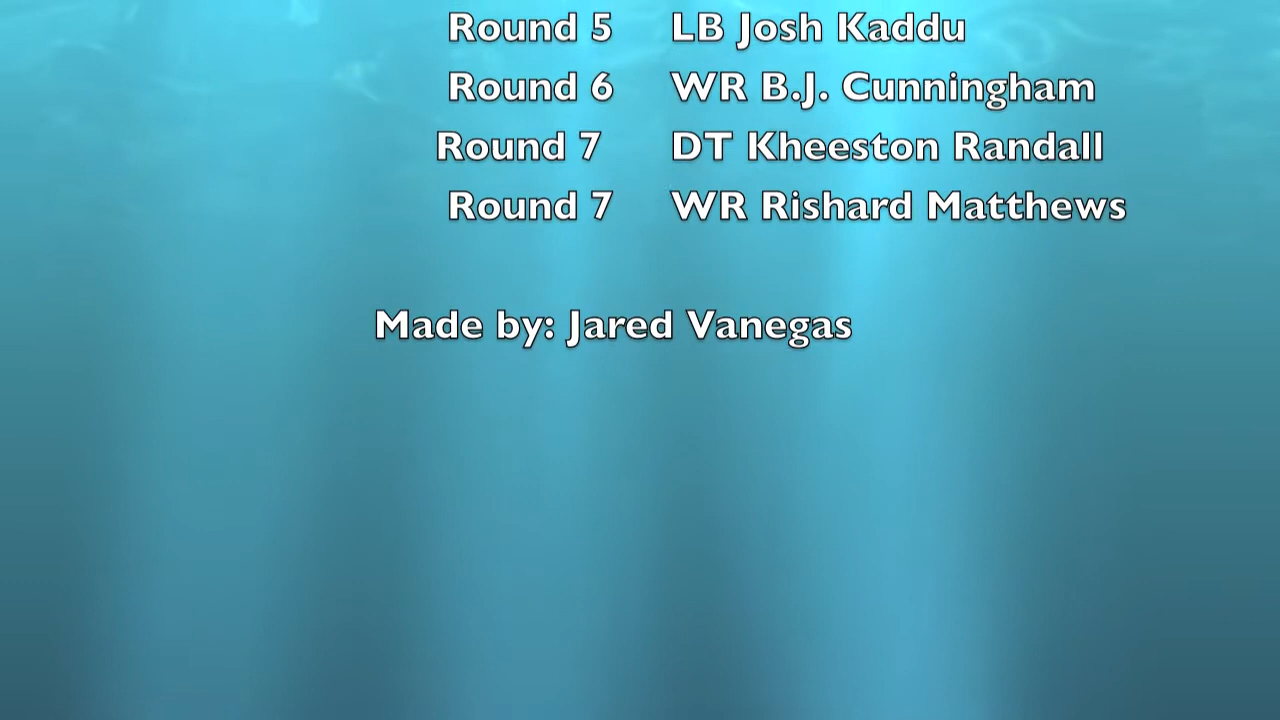 Round 5 LB Josh Kaddu
Round 6 WR B.J. Cunningham
Round 7 DT Kheeston Randall
Round 7 WR Rishard Matthews
Made by: Jared Vanegas